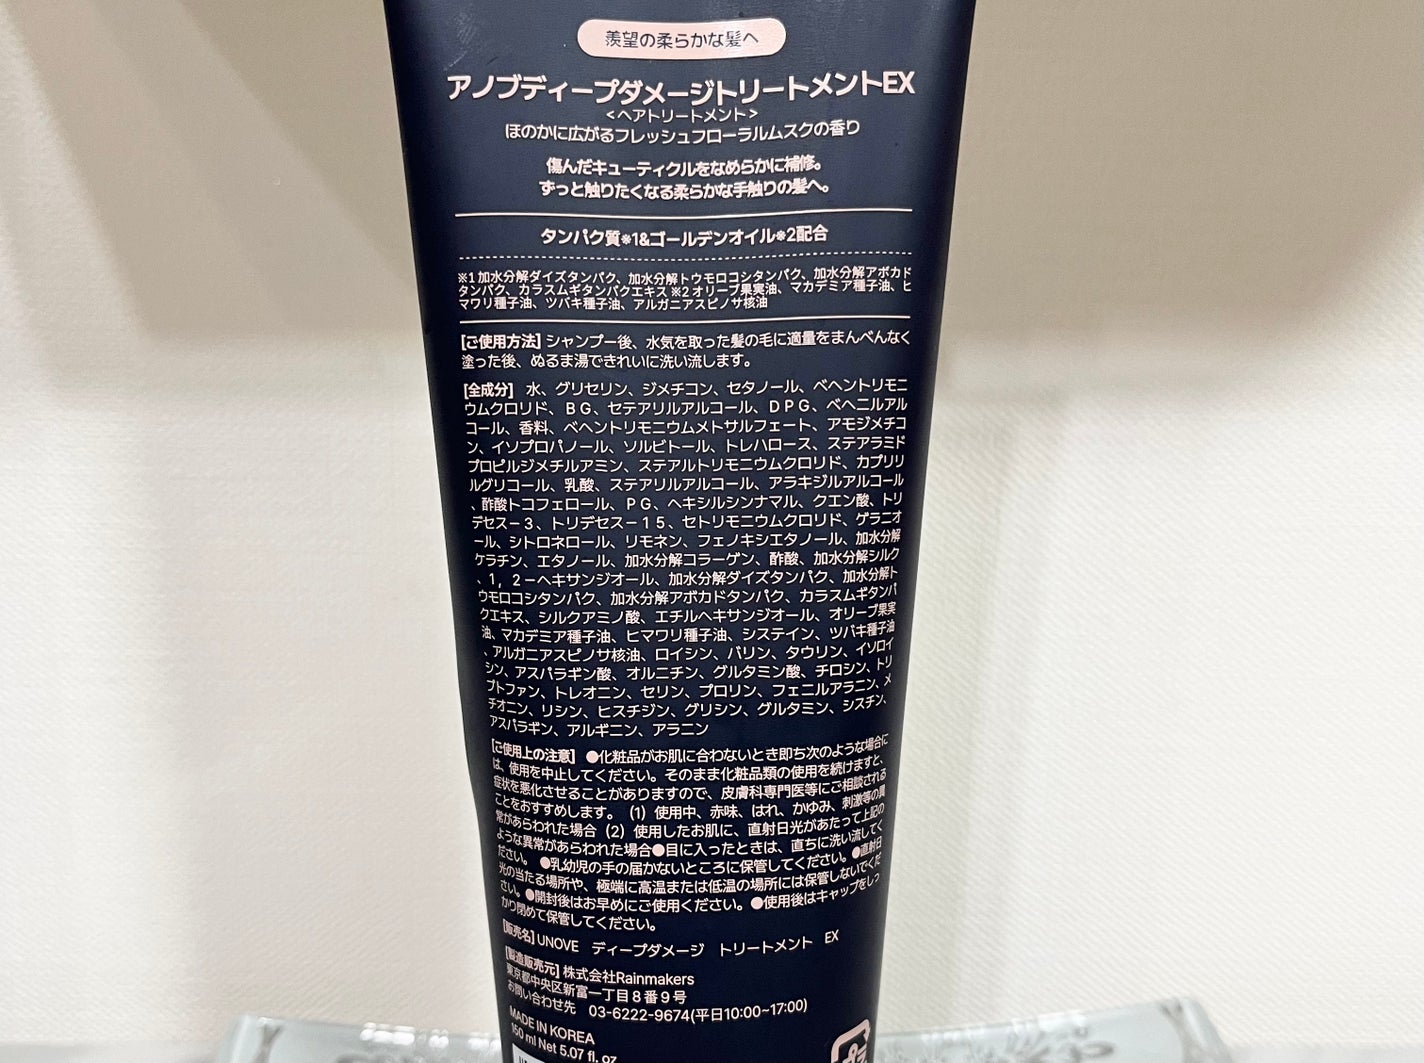 羨望の柔らかな髪へ
アノブディープダメージトリートメントEX
<ヘアトリートメント>
ほのかに広がるフレッシュフローラルムスクの香り
傷んだキューティクルをなめらかに補修。
ずっと触りたくなる柔らかな手触りの髪へ。
タンパク質※1&ゴールデンオイル※2配合
※1 加水分解ダイズタンパク、加水分解トウモロコシタンパク、加水分解アボカド
タンパク、カラスムギタンパクエキス ※2 オリーブ果実油、マカデミア種子油、ヒ
マワリ種子油、ツバキ種子油、アルガニアスピノサ核油
[ご使用方法] シャンプー後、水気を取った髪の毛に適量をまんべんなく
塗った後、ぬるま湯できれいに洗い流します。
[全成分] 水、グリセリン、ジメチコン、セタノール、ベヘントリモニ
ウムクロリド、BG、セテアリルアルコール、DPG、ベヘニルアル
コール、香料、ベヘントリモニウムメトサルフェート、アモジメチコ
ン、イソプロパノール、ソルビトール、トレハロース、ステアラミド
プロピルジメチルアミン、ステアルトリモニウムクロリド、カプリリ
ルグリコール、乳酸、ステアリルアルコール、アラキジルアルコール
、酢酸トコフェロール、PG、ヘキシルシンナマル、クエン酸、トリ
デセス－3、トリデセス－15、セトリモニウムクロリド、ゲラニオ
ール、シトロネロール、リモネン、フェノキシエタノール、加水分解
ケラチン、エタノール、加水分解コラーゲン、酢酸、加水分解シルク
、1，2－ヘキサンジオール、加水分解ダイズタンパク、加水分解ト
ウモロコシタンパク、加水分解アボカドタンパク、カラスムギタンパ
クエキス、シルクアミノ酸、エチルヘキサンジオール、オリーブ果実
油、マカデミア種子油、ヒマワリ種子油、システイン、ツバキ種子油
、アルガニアスピノサ核油、ロイシン、バリン、タウリン、イソロイ
シン、アスパラギン酸、オルニチン、グルタミン酸、チロシン、トリ
プトファン、トレオニン、セリン、プロリン、フェニルアラニン、メ
チオニン、リシン、ヒスチジン、グリシン、グルタミン、シスチン、
アスパラギン、アルギニン、アラニン
[ご使用上の注意] ●化粧品がお肌に合わないとき即ち次のような場合に
は、使用を中止してください。そのまま化粧品類の使用を続けますと、
症状を悪化させることがありますので、皮膚科専門医等にご相談される
ことをおすすめします。(1) 使用中、赤味、はれ、かゆみ、刺激等の異
常があらわれた場合 (2) 使用したお肌に、直射日光があたって上記の
ような異常があらわれた場合●目に入ったときは、直ちに洗い流してく
ださい。●乳幼児の手の届かないところに保管してください。●直射日
光の当たる場所や、極端に高温または低温の場所には保管しないでくだ
さい。●開封後はお早めにご使用ください。●使用後はキャップをしっ
かり閉めて保管してください。
[販売名] UNOVE ディープダメージ トリートメント EX
[製造販売元] 株式会社Rainmakers
東京都中央区新富一丁目8番9号
お問い合わせ先 03-6222-9674(平日10:00~17:00)
MADE IN KOREA
150 ml Net 5.07 fl. oz